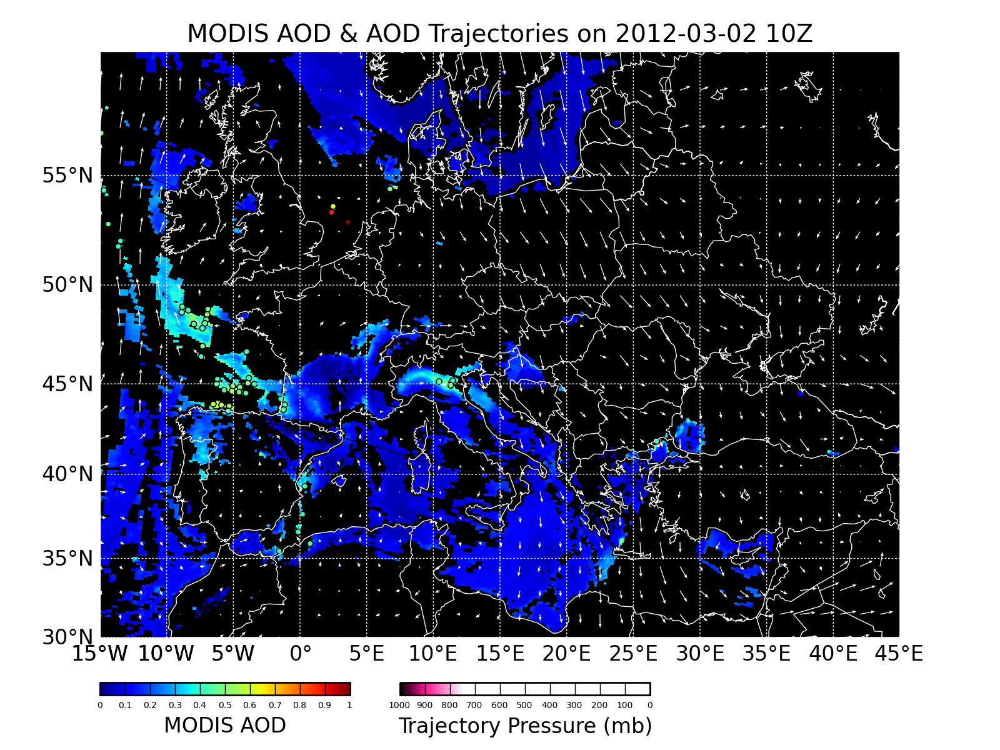 MODIS AOD & AOD Trajectories on 2012-03-02 10Z
55°N
50°N
45°N
40°N
35°N
30°N
15°W 10°W 5°W 0° 5°E 10°E 15°E 20°E 25°E 30°E 35°E 40°E 45°E
0 0.1 0.2 0.3 0.4 0.5 0.6 0.7 0.8 0.9 1
MODIS AOD
1000 900 800 700 600 500 400 300 200 100 0
Trajectory Pressure (mb)